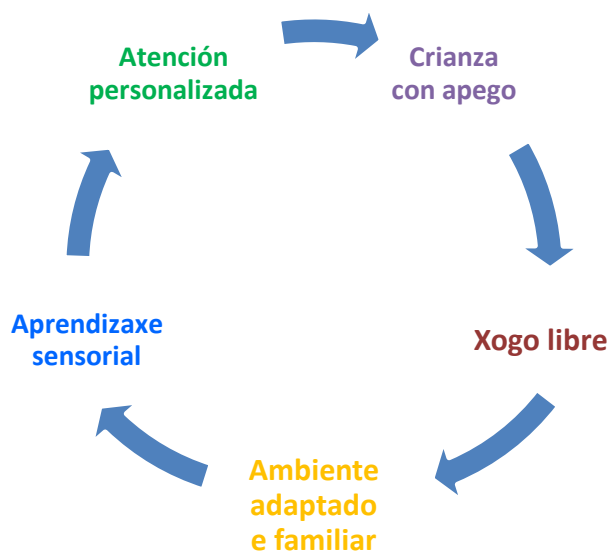 Atención
personalizada
Crianza
con apego
Xogo libre
Ambiente
adaptado
e familiar
Aprendizaxe
sensorial